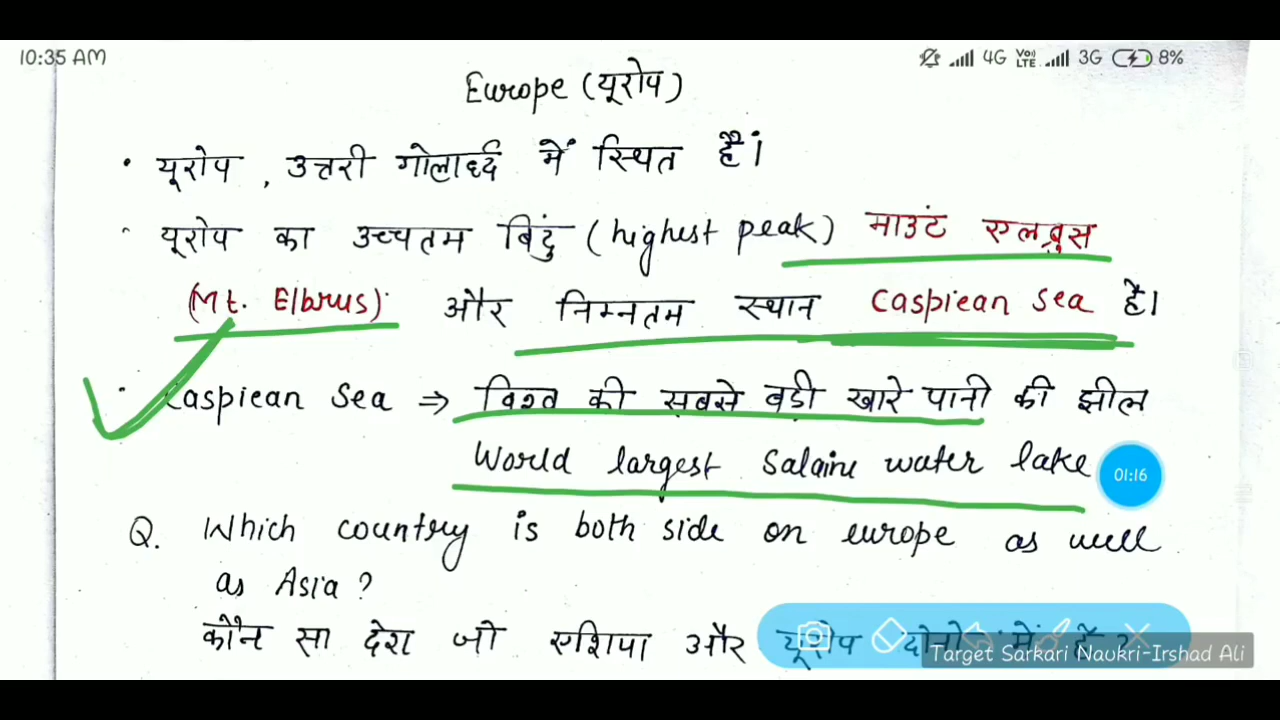 10:35 AM 4G VoLTE 3G 8%
Europe (यूरोप)
• यूरोप, उत्तरी गोलार्ध्द में स्थित है।
यूरोप का उच्चतम बिंदु (highest peak) माउंट एलब्रुस
(Mt. Elbrus) और निम्नतम स्थान Caspiean Sea है।
• Caspiean Sea ⇒ विश्व की सबसे बड़ी खारे पानी की झील
World largest Salaine water lake
01:16
Q. Which country is both side on europe as well
as Asia?
कौन सा देश जो एशिया और यूरोप दोनो में है?
Target Sarkari Naukri-Irshad Ali